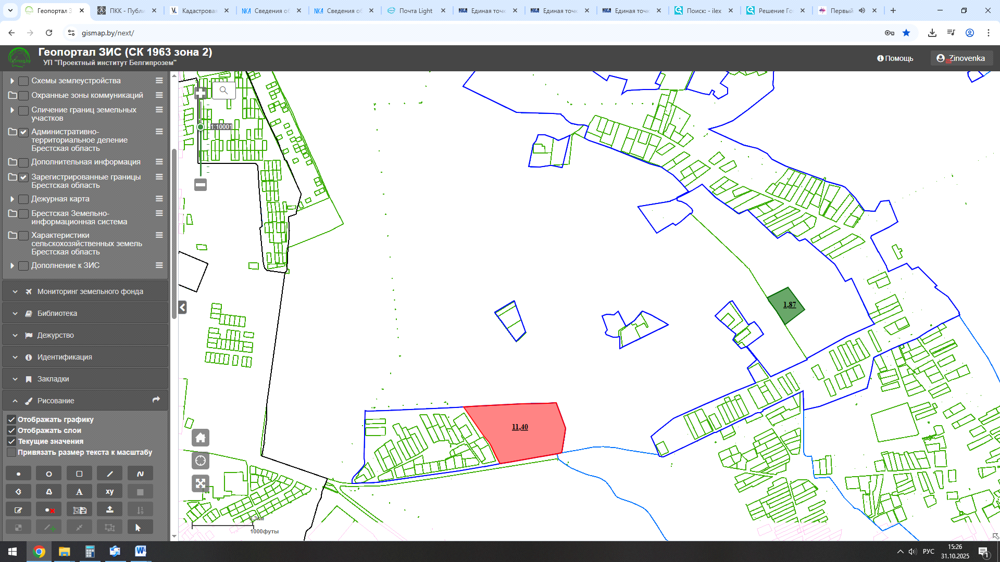 Геопортал З
ПКК - Публи
Кадастрова
Сведения об
Сведения об
Почта Light
Единая точк
Единая точк
Единая точк
Поиск: - ilex
Решение Го
Первый
gismap.by/next/
Геопортал ЗИС (СК 1963 зона 2)
УП "Проектный институт Белгипрозем"
Помощь
Zinovenka
Схемы землеустройства
Охранные зоны коммуникаций
Сличение границ земельных
участков
Административно-
территориальное деление
Брестская область
Дополнительная информация
Зарегистрированные границы
Брестская область
Дежурная карта
Брестская Земельно-
информационная система
Характеристики
сельскохозяйственных земель
Брестская область
Дополнение к ЗИС
Мониторинг земельного фонда
Библиотека
Дежурство
Идентификация
Закладки
Рисование
Отображать графику
Отображать слои
Текущие значения
Привязать размер текста к масштабу
A
xy
1:10001
1,87
11,40
0.3км
1000футы
РУС
15:26
31.10.2025
1